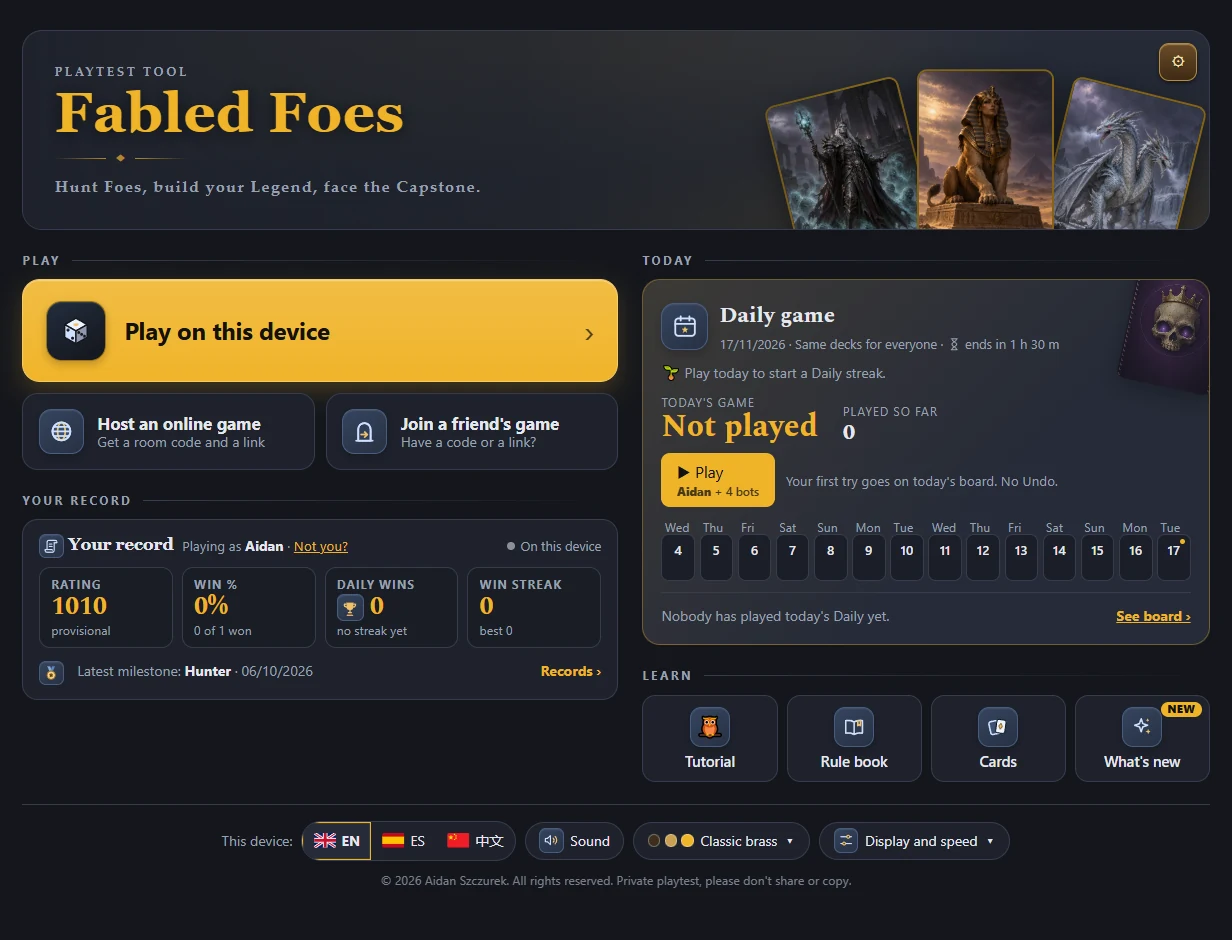 PLAYTEST TOOL
Fabled Foes
Hunt Foes, build your Legend, face the Capstone.
PLAY
Play on this device ›
Host an online game
Get a room code and a link
Join a friend's game
Have a code or a link?
YOUR RECORD
Your record Playing as Aidan · Not you? On this device
RATING
1010
provisional
WIN %
0%
0 of 1 won
DAILY WINS
0
no streak yet
WIN STREAK
0
best 0
Latest milestone: Hunter · 06/10/2026 Records ›
TODAY
Daily game
17/11/2026 · Same decks for everyone · ⏳ ends in 1 h 30 m
Play today to start a Daily streak.
TODAY'S GAME
Not played
PLAYED SO FAR
0
▶ Play
Aidan + 4 bots
Your first try goes on today's board. No Undo.
Wed Thu Fri Sat Sun Mon Tue Wed Thu Fri Sat Sun Mon Tue
4 5 6 7 8 9 10 11 12 13 14 15 16 17
Nobody has played today's Daily yet. See board ›
LEARN
Tutorial
Rule book
Cards
NEW
What's new
This device: EN ES 中文 Sound Classic brass ▾ Display and speed ▾
© 2026 Aidan Szczurek. All rights reserved. Private playtest, please don't share or copy.